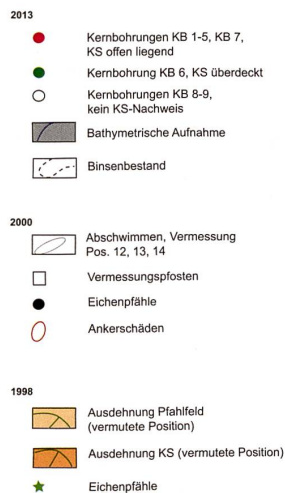 2013
Kernbohrungen KB 1-5, KB 7,
KS offen liegend
Kernbohrung KB 6, KS überdeckt
Kernbohrungen KB 8-9,
kein KS-Nachweis
Bathymetrische Aufnahme
Binsenbestand
2000
Abschwimmen, Vermessung
Pos. 12, 13, 14
Vermessungspfosten
Eichenpfähle
Ankerschäden
1998
Ausdehnung Pfahlfeld
(vermutete Position)
Ausdehnung KS (vermutete Position)
Eichenpfähle